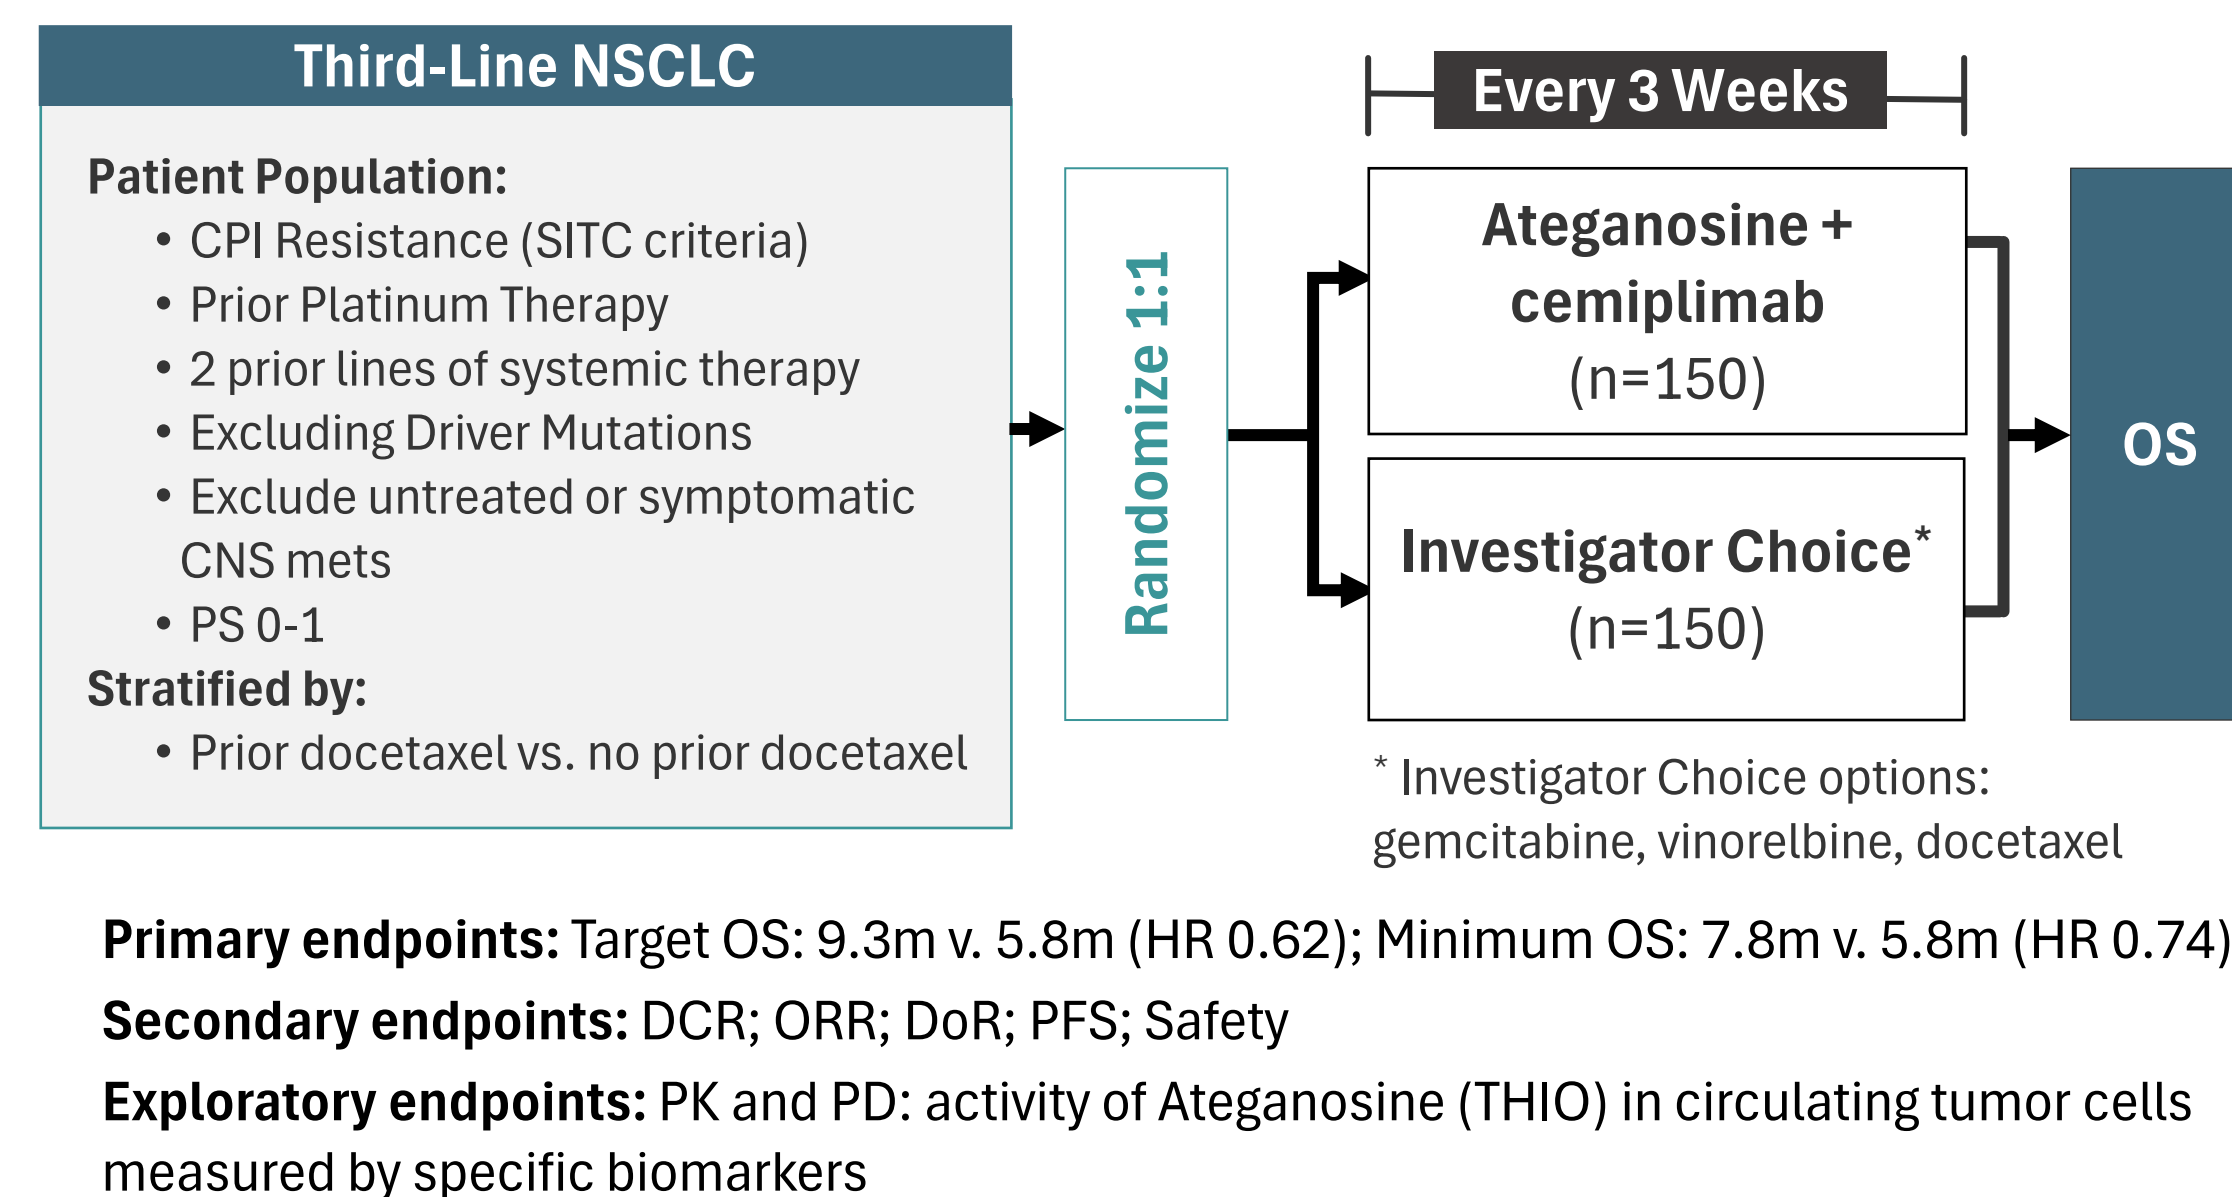 Third-Line NSCLC
Patient Population:
• CPI Resistance (SITC criteria)
• Prior Platinum Therapy
• 2 prior lines of systemic therapy
• Excluding Driver Mutations
• Exclude untreated or symptomatic
CNS mets
• PS 0-1
Stratified by:
• Prior docetaxel vs. no prior docetaxel
Randomize 1:1
Every 3 Weeks
Ateganosine +
cemiplimab
(n=150)
Investigator Choice*
(n=150)
* Investigator Choice options:
gemcitabine, vinorelbine, docetaxel
OS
Primary endpoints: Target OS: 9.3m v. 5.8m (HR 0.62); Minimum OS: 7.8m v. 5.8m (HR 0.74)
Secondary endpoints: DCR; ORR; DoR; PFS; Safety
Exploratory endpoints: PK and PD: activity of Ateganosine (THIO) in circulating tumor cells
measured by specific biomarkers